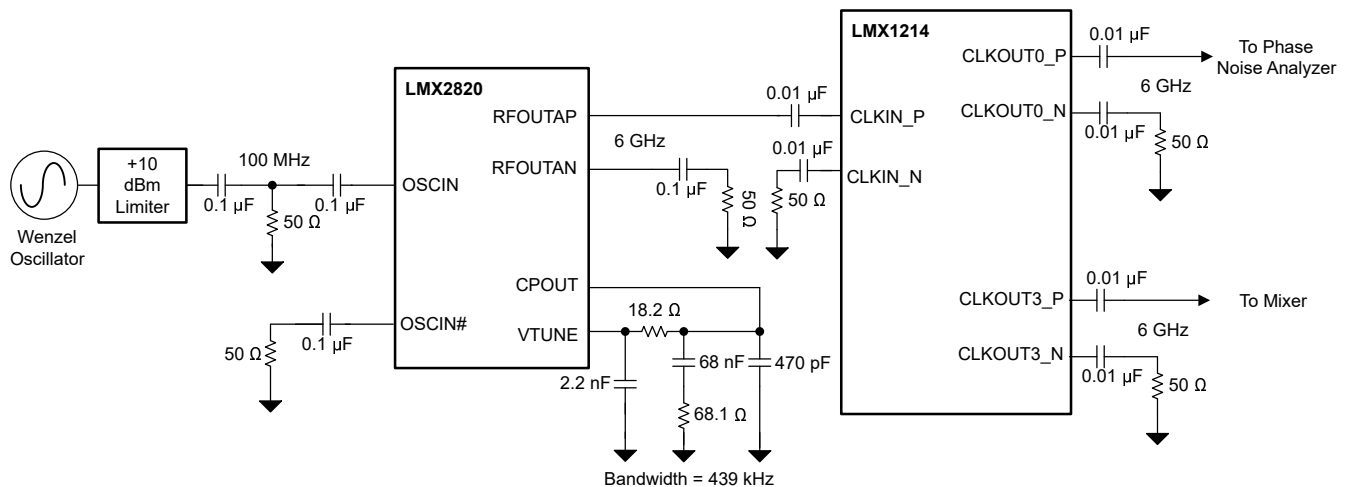 Wenzel
Oscillator
+10
dBm
Limiter
100 MHz
0.1 µF
0.1 µF
50 Ω
50 Ω
0.1 µF
LMX2820
OSCIN
OSCIN#
RFOUTAP
RFOUTAN
CPOUT
VTUNE
6 GHz
0.1 µF
50 Ω
18.2 Ω
2.2 nF
68 nF
470 pF
68.1 Ω
Bandwidth = 439 kHz
0.01 µF
0.01 µF
50 Ω
LMX1214
CLKIN_P
CLKIN_N
CLKOUT0_P
CLKOUT0_N
CLKOUT3_P
CLKOUT3_N
0.01 µF
To Phase
Noise Analyzer
6 GHz
0.01 µF
50 Ω
0.01 µF
To Mixer
6 GHz
0.01 µF
50 Ω